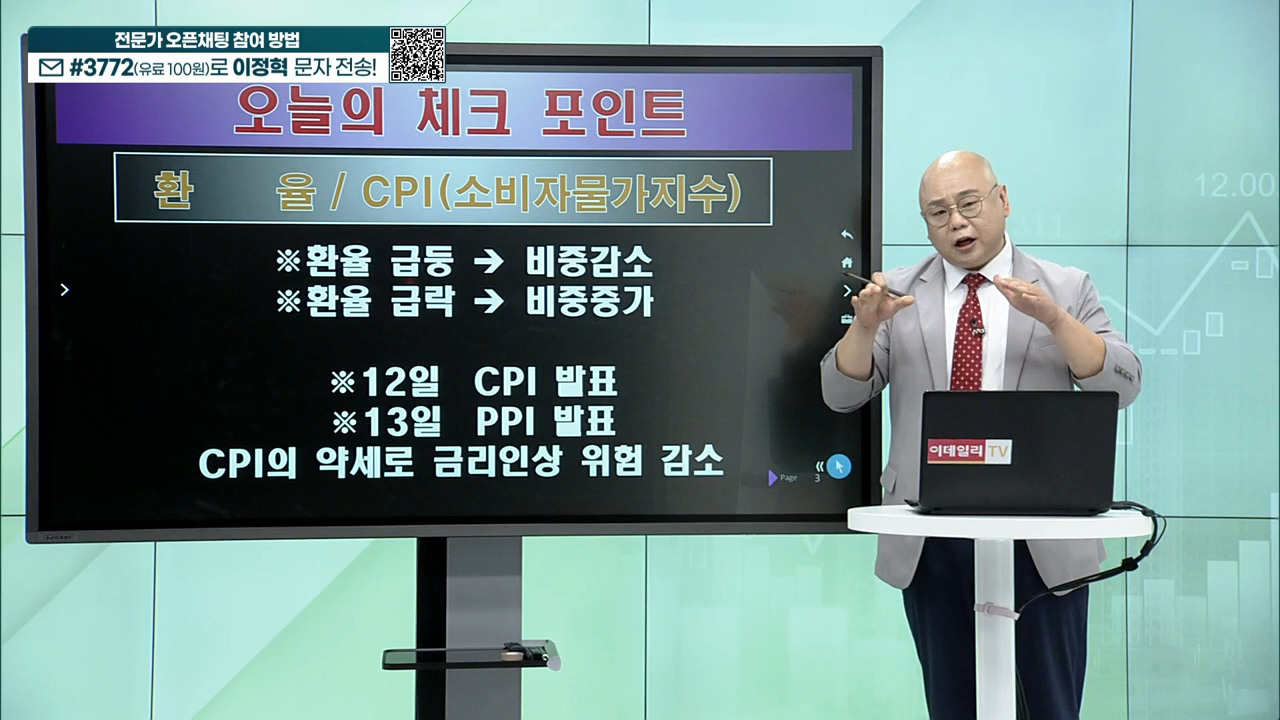 전문가 오픈채팅 참여 방법
#3772(유료 100원)로 이정혁 문자 전송!
오늘의 체크 포인트
환 율 / CPI(소비자물가지수)
※환율 급등 → 비중감소
※환율 급락 → 비중증가
※12일 CPI 발표
※13일 PPI 발표
CPI의 약세로 금리인상 위험 감소
Page 3
이데일리 TV
12.00